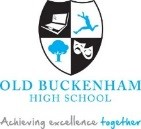 OLD BUCKENHAM
HIGH SCHOOL
Achieving excellence together